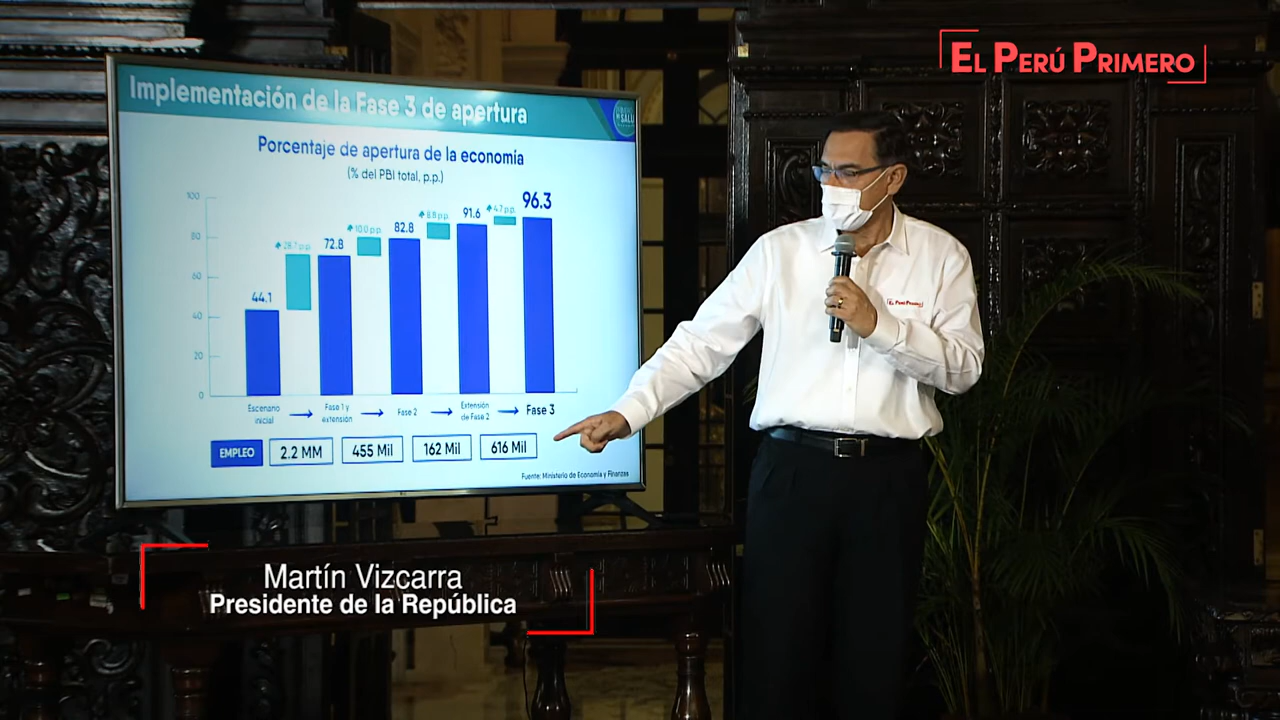 EL PERÚ PRIMERO
Implementación de la Fase 3 de apertura
Porcentaje de apertura de la economía
(% del PBI total, p.p.)
100
80
60
40
20
0
44.1
28.7 p.p.
72.8
10.0 p.p.
82.8
8.8 p.p.
91.6
4.7 p.p.
96.3
Escenario
inicial
Fase 1 y
extensión
Fase 2
Extensión
de Fase 2
Fase 3
EMPLEO
2.2 MM
455 Mil
162 Mil
616 Mil
Fuente: Ministerio de Economía y Finanzas
EL PERÚ PRIMERO
Martín Vizcarra
Presidente de la República